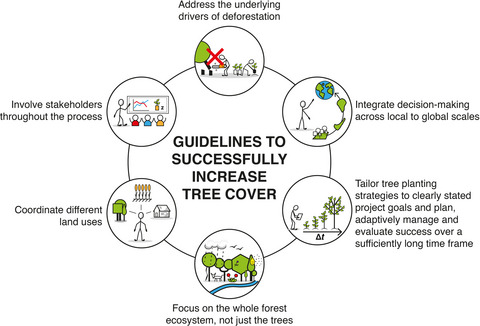 Address the underlying
drivers of deforestation
Integrate decision-making
across local to global scales
Tailor tree planting
strategies to clearly stated
project goals and plan,
adaptively manage and
evaluate success over a
sufficiently long time frame
Δt
Focus on the whole forest
ecosystem, not just the trees
Coordinate different
land uses
Involve stakeholders
throughout the process
GUIDELINES TO
SUCCESSFULLY
INCREASE
TREE COVER